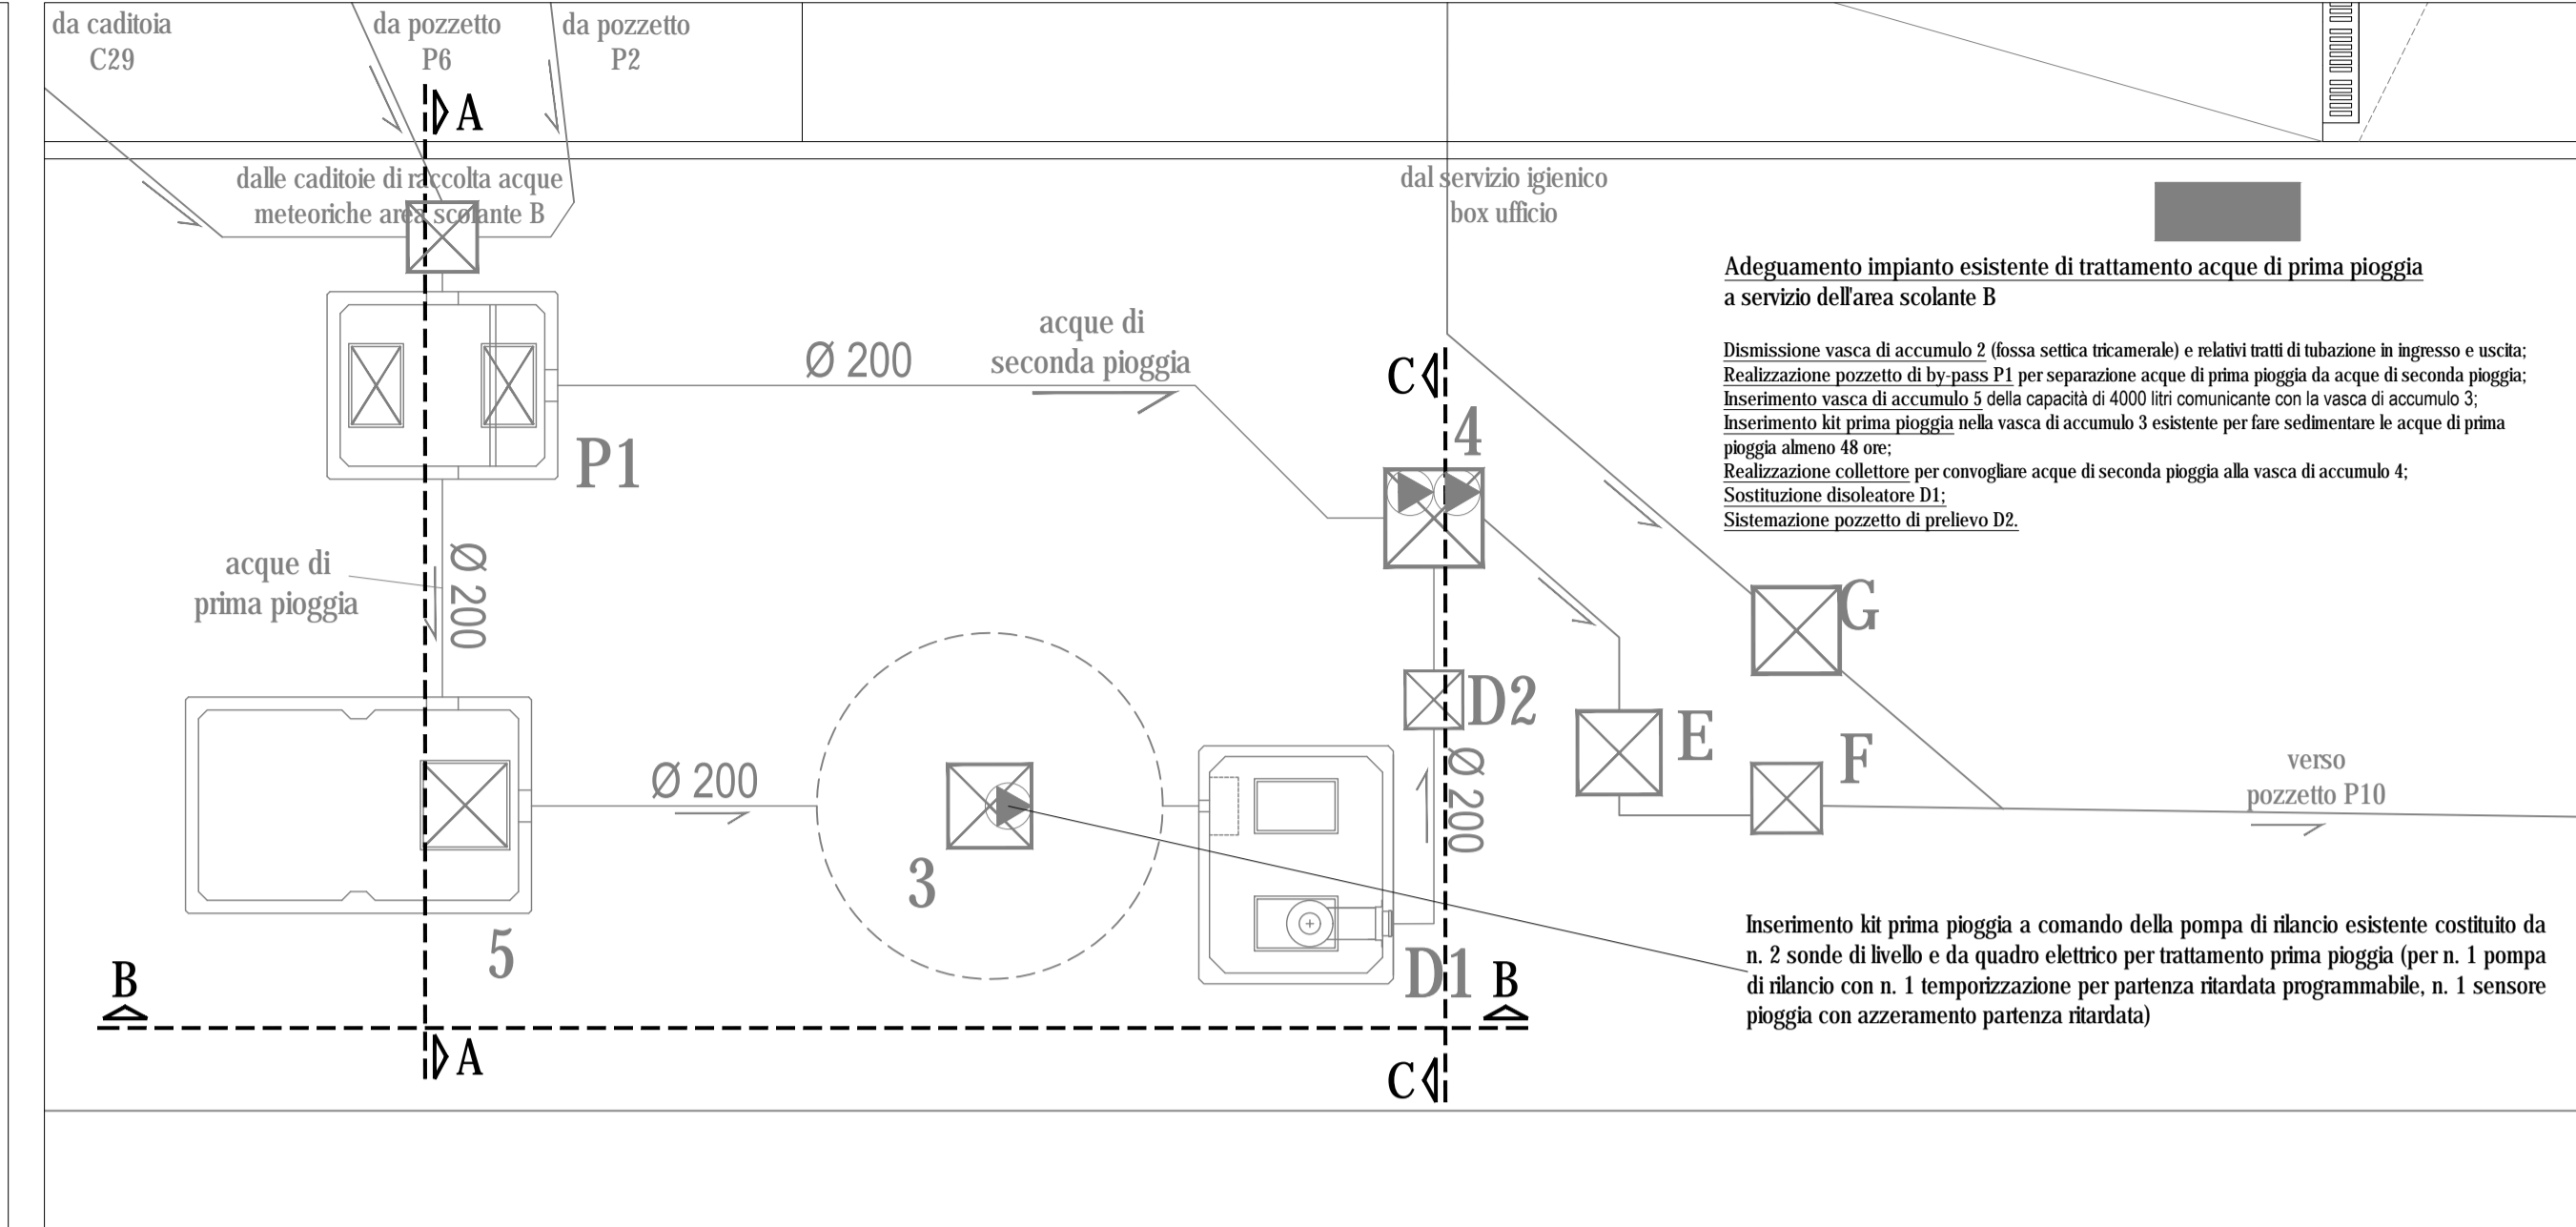 da caditoia
C29
da pozzetto
P6
da pozzetto
P2
A
dalle caditoie di raccolta acque
meteoriche area scolante B
dal servizio igienico
box ufficio
Adeguamento impianto esistente di trattamento acque di prima pioggia
a servizio dell'area scolante B
Dismissione vasca di accumulo 2 (fossa settica tricamerale) e relativi tratti di tubazione in ingresso e uscita;
Realizzazione pozzetto di by-pass P1 per separazione acque di prima pioggia da acque di seconda pioggia;
Inserimento vasca di accumulo 5 della capacità di 4000 litri comunicante con la vasca di accumulo 3;
Inserimento kit prima pioggia nella vasca di accumulo 3 esistente per fare sedimentare le acque di prima
pioggia almeno 48 ore;
Realizzazione collettore per convogliare acque di seconda pioggia alla vasca di accumulo 4;
Sostituzione disoleatore D1;
Sistemazione pozzetto di prelievo D2.
acque di
seconda pioggia
Ø 200
C
4
P1
acque di
prima pioggia
Ø 200
G
D2
E
F
verso
pozzetto P10
Ø 200
Ø 200
3
5
D1
B
B
Inserimento kit prima pioggia a comando della pompa di rilancio esistente costituito da
n. 2 sonde di livello e da quadro elettrico per trattamento prima pioggia (per n. 1 pompa
di rilancio con n. 1 temporizzazione per partenza ritardata programmabile, n. 1 sensore
pioggia con azzeramento partenza ritardata)
A
C